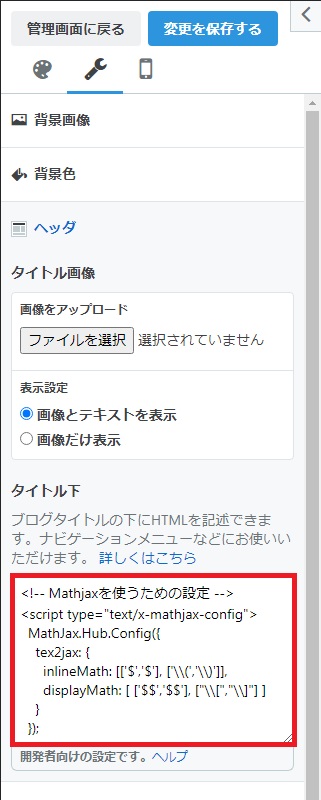 管理画面に戻る 変更を保存する
背景画像
背景色
ヘッダ
タイトル画像
画像をアップロード
ファイルを選択 選択されていません
表示設定
画像とテキストを表示
画像だけ表示
タイトル下
ブログタイトルの下にHTMLを記述できま
す。ナビゲーションメニューなどにお使いい
ただけます。 詳しくはこちら
<!-- Mathjaxを使うための設定 -->
<script type="text/x-mathjax-config">
MathJax.Hub.Config({
tex2jax: {
inlineMath: [['$','$'], ["\\(","\\)"]],
displayMath: [ ['$$','$$'], ["\\[","\\]"] ]
}
});
開発者向けの設定です。ヘルプ